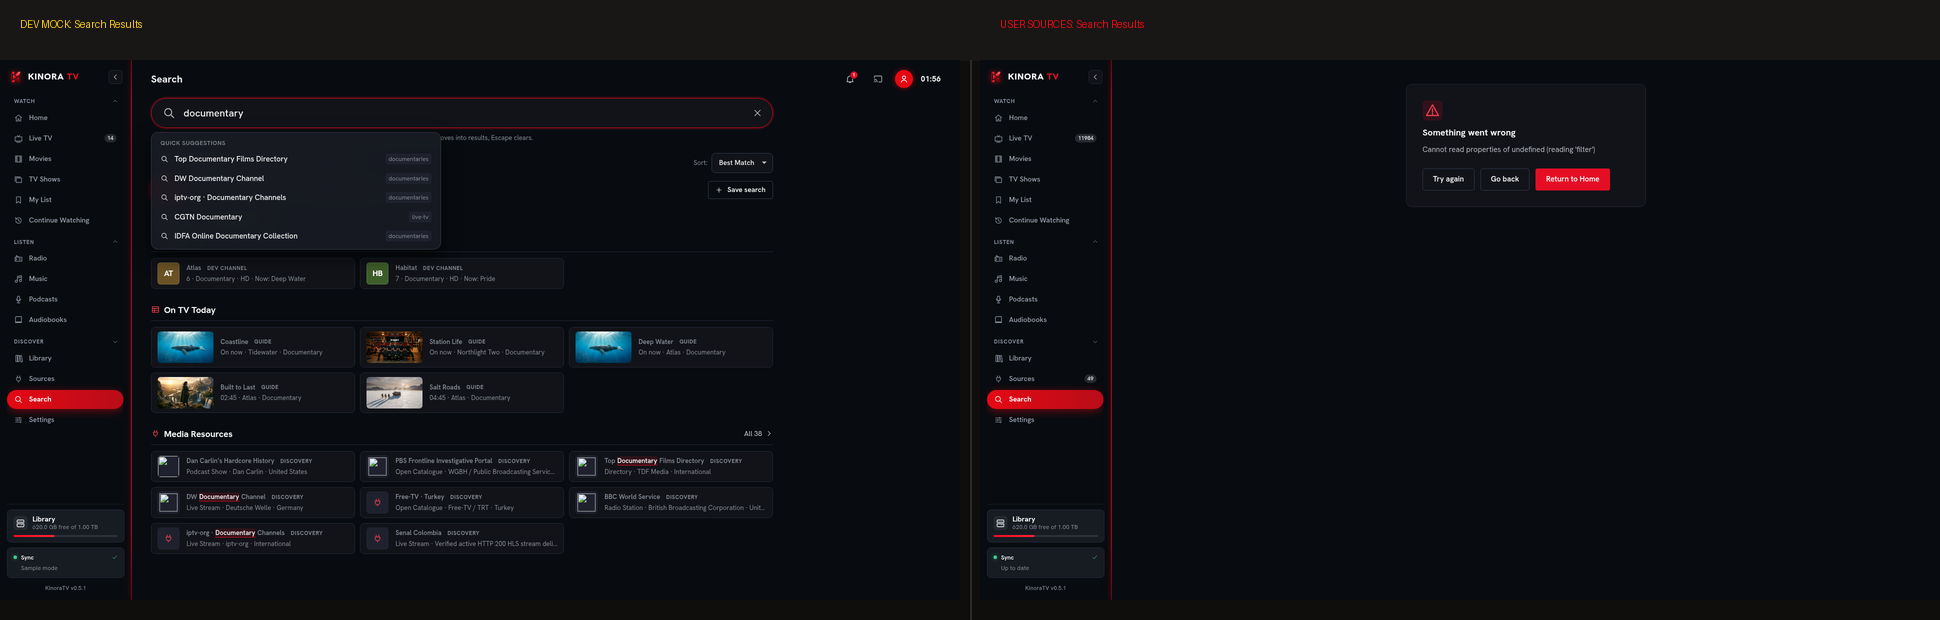 DEV MOCK: Search Results
KINORA TV
WATCH
Home
Live TV 14
Movies
TV Shows
My List
Continue Watching
LISTEN
Radio
Music
Podcasts
Audiobooks
DISCOVER
Library
Sources
Search
Settings
Library
620.0 GB free of 1.00 TB
Sync
Sample mode
KinoraTV v0.5.1
Search
1
01:56
documentary
oves into results, Escape clears.
QUICK SUGGESTIONS
Top Documentary Films Directory documentaries
DW Documentary Channel documentaries
iptv-org · Documentary Channels documentaries
CGTN Documentary live-tv
IDFA Online Documentary Collection documentaries
Sort: Best Match
+ Save search
AT
Atlas DEV CHANNEL
6 · Documentary · HD · Now: Deep Water
HB
Habitat DEV CHANNEL
7 · Documentary · HD · Now: Pride
On TV Today
Coastline GUIDE
On now · Tidewater · Documentary
Station Life GUIDE
On now · Northlight Two · Documentary
Deep Water GUIDE
On now · Atlas · Documentary
Built to Last GUIDE
02:45 · Atlas · Documentary
Salt Roads GUIDE
04:45 · Atlas · Documentary
Media Resources
All 38
Dan Carlin's Hardcore History DISCOVERY
Podcast Show · Dan Carlin · United States
PBS Frontline Investigative Portal DISCOVERY
Open Catalogue · WGBH / Public Broadcasting Servic...
Top Documentary Films Directory DISCOVERY
Directory · TDF Media · International
DW Documentary Channel DISCOVERY
Live Stream · Deutsche Welle · Germany
Free-TV · Turkey DISCOVERY
Open Catalogue · Free-TV / TRT · Turkey
BBC World Service DISCOVERY
Radio Station · British Broadcasting Corporation · Unit...
iptv-org · Documentary Channels DISCOVERY
Live Stream · iptv-org · International
Senal Colombia DISCOVERY
Live Stream · Verified active HTTP 200 HLS stream deli...
USER SOURCES: Search Results
KINORA TV
WATCH
Home
Live TV 11984
Movies
TV Shows
My List
Continue Watching
LISTEN
Radio
Music
Podcasts
Audiobooks
DISCOVER
Library
Sources 49
Search
Settings
Library
620.0 GB free of 1.00 TB
Sync
Up to date
KinoraTV v0.5.1
Something went wrong
Cannot read properties of undefined (reading 'filter')
Try again
Go back
Return to Home